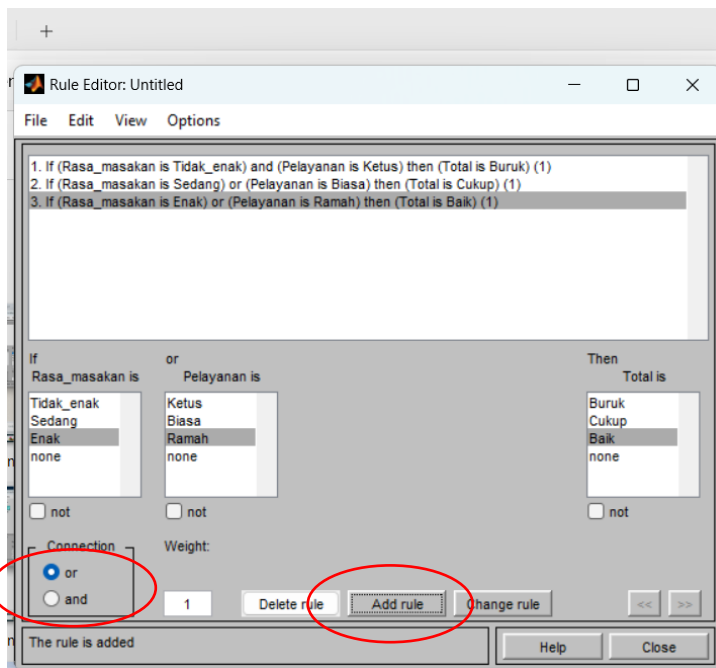 +
Rule Editor: Untitled
File Edit View Options
1. If (Rasa_masakan is Tidak_enak) and (Pelayanan is Ketus) then (Total is Buruk) (1)
2. If (Rasa_masakan is Sedang) or (Pelayanan is Biasa) then (Total is Cukup) (1)
3. If (Rasa_masakan is Enak) or (Pelayanan is Ramah) then (Total is Baik) (1)
If or Then
Rasa_masakan is Pelayanan is Total is
Tidak_enak Ketus Buruk
Sedang Biasa Cukup
Enak Ramah Baik
none none none
not not not
Connection Weight:
or
and 1 Delete rule Add rule Change rule << >>
The rule is added Help Close